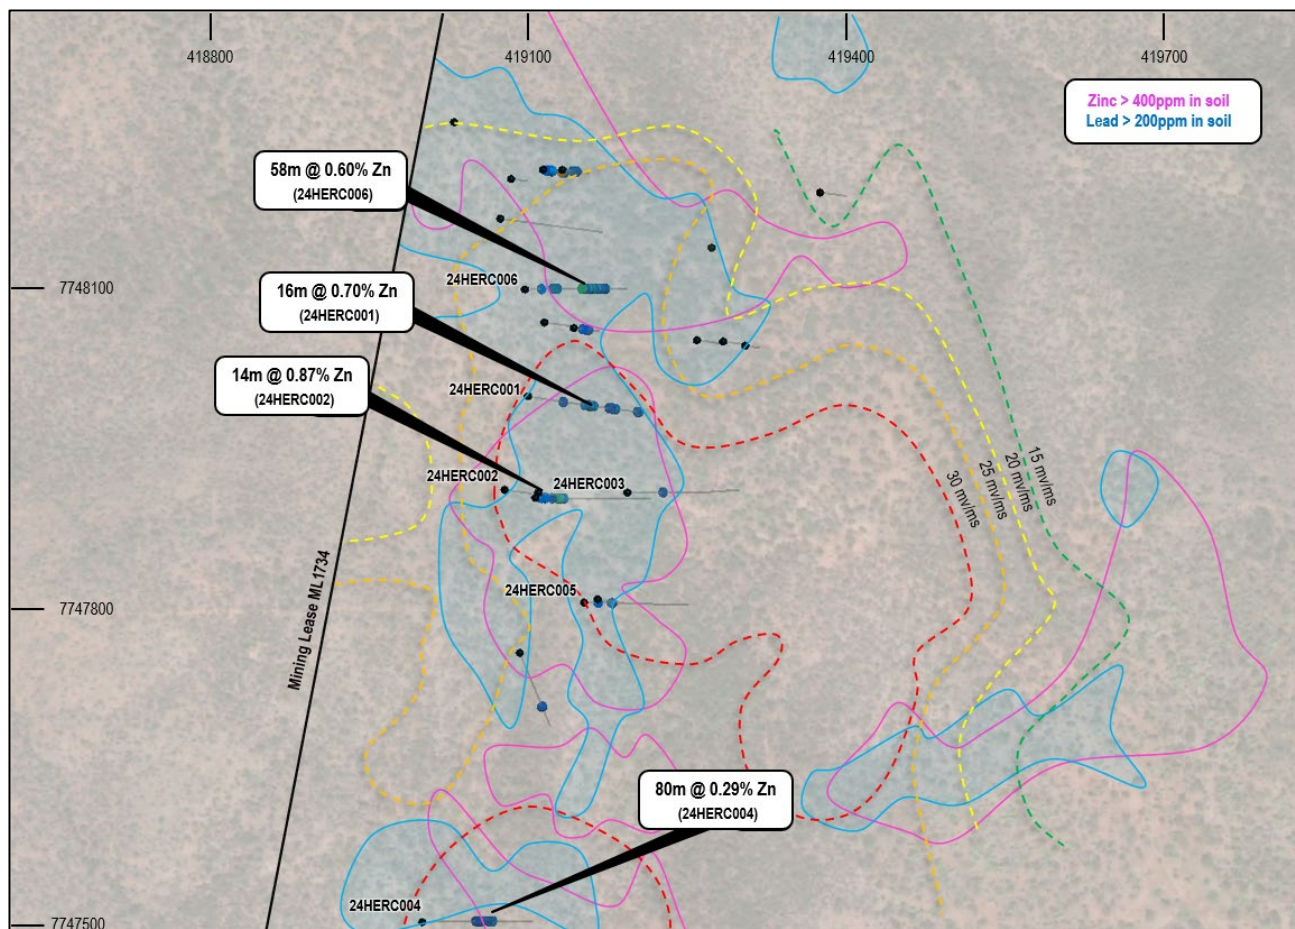 418800
419100
419400
419700
Zinc > 400ppm in soil
Lead > 200ppm in soil
58m @ 0.60% Zn
(24HERC006)
24HERC006
7748100
16m @ 0.70% Zn
(24HERC001)
14m @ 0.87% Zn
(24HERC002)
24HERC001
24HERC002
24HERC003
30 mv/ms
25 mv/ms
20 mv/ms
15 mv/ms
24HERC005
7747800
Mining Lease ML1734
80m @ 0.29% Zn
(24HERC004)
24HERC004
7747500